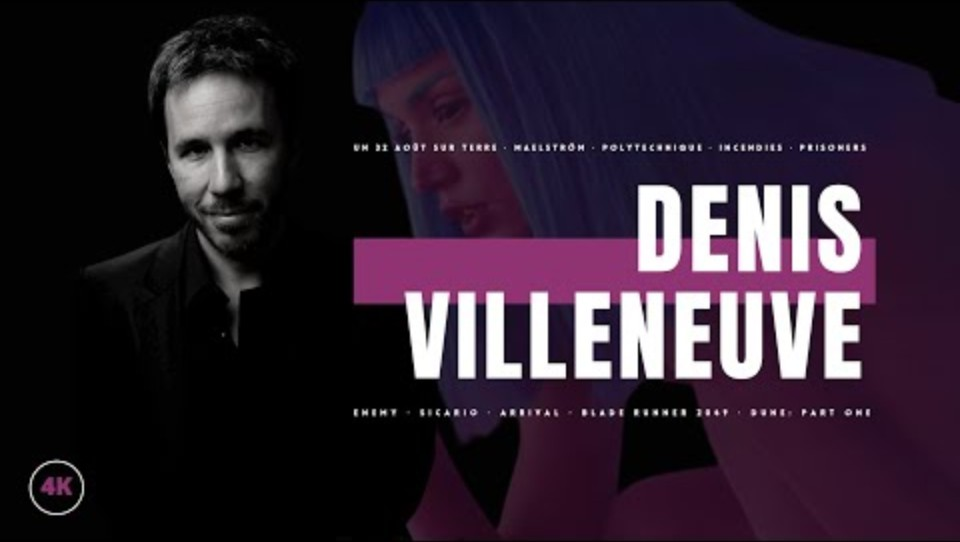 UN 32 AOÛT SUR TERRE · MAELSTRÖM · POLYTECHNIQUE · INCENDIES · PRISONERS
DENIS
VILLENEUVE
ENEMY · SICARIO · ARRIVAL · BLADE RUNNER 2049 · DUNE: PART ONE
4K